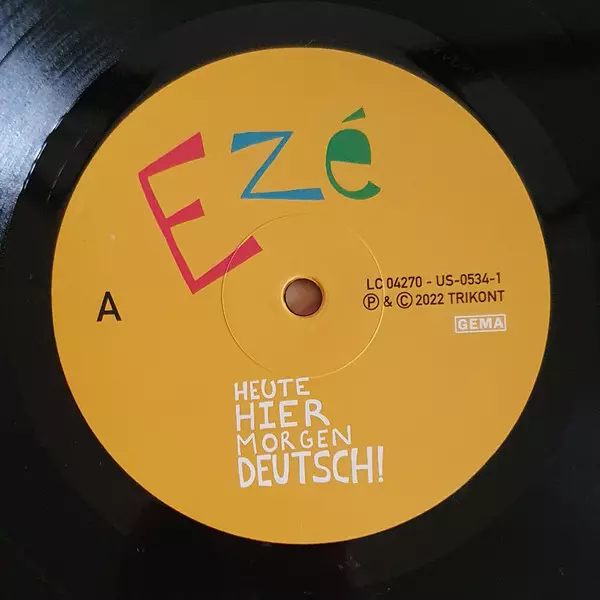 Ezé
A
LC 04270 - US-0534-1
Ⓟ & © 2022 TRIKONT
GEMA
HEUTE
HIER
MORGEN
DEUTSCH!